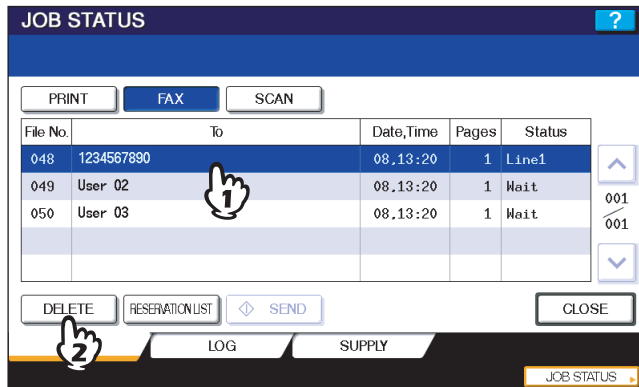 JOB STATUS ?
PRINT FAX SCAN
File No. To Date,Time Pages Status
048 1234567890 08,13:20 1 Line1
049 User 02 08,13:20 1 Wait
050 User 03 08,13:20 1 Wait
1
001
001
DELETE RESERVATION LIST SEND CLOSE
2
LOG SUPPLY
JOB STATUS